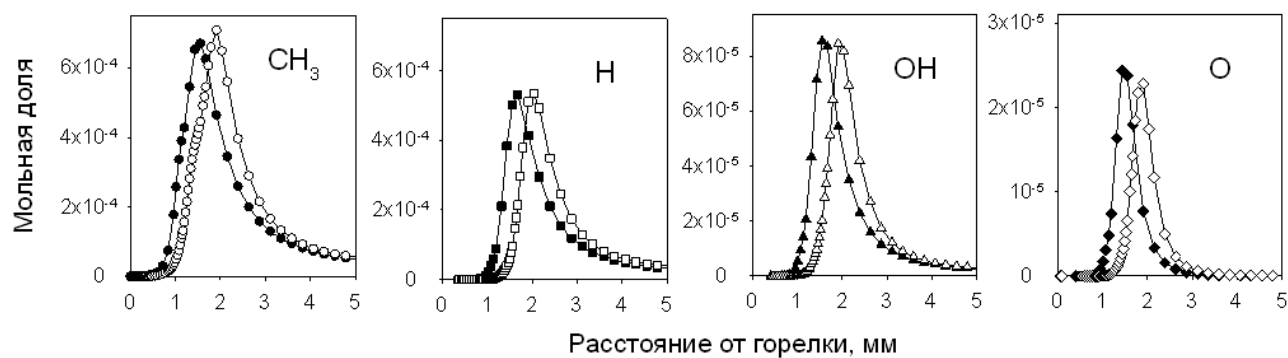 Мольная доля
6x10⁻⁴
4x10⁻⁴
2x10⁻⁴
0
0 1 2 3 4 5
CH₃
6x10⁻⁴
4x10⁻⁴
2x10⁻⁴
0
0 1 2 3 4 5
H
8x10⁻⁵
6x10⁻⁵
4x10⁻⁵
2x10⁻⁵
0
0 1 2 3 4 5
OH
3x10⁻⁵
2x10⁻⁵
10⁻⁵
0
0 1 2 3 4 5
O
Расстояние от горелки, мм